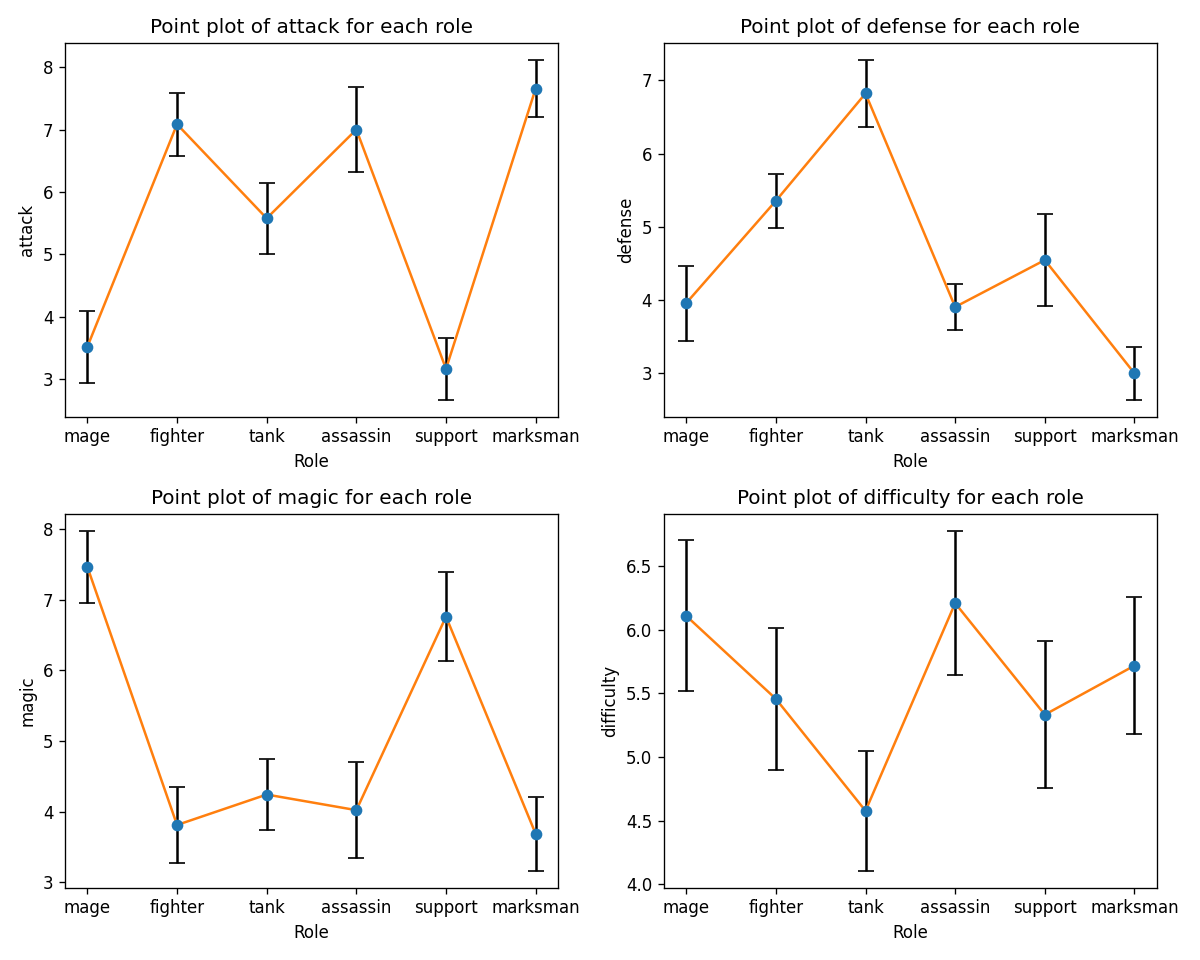 Point plot of attack for each role
8
7
6
5
4
3
attack
mage fighter tank assassin support marksman
Role
Point plot of defense for each role
7
6
5
4
3
defense
mage fighter tank assassin support marksman
Role
Point plot of magic for each role
8
7
6
5
4
3
magic
mage fighter tank assassin support marksman
Role
Point plot of difficulty for each role
6.5
6.0
5.5
5.0
4.5
4.0
difficulty
mage fighter tank assassin support marksman
Role